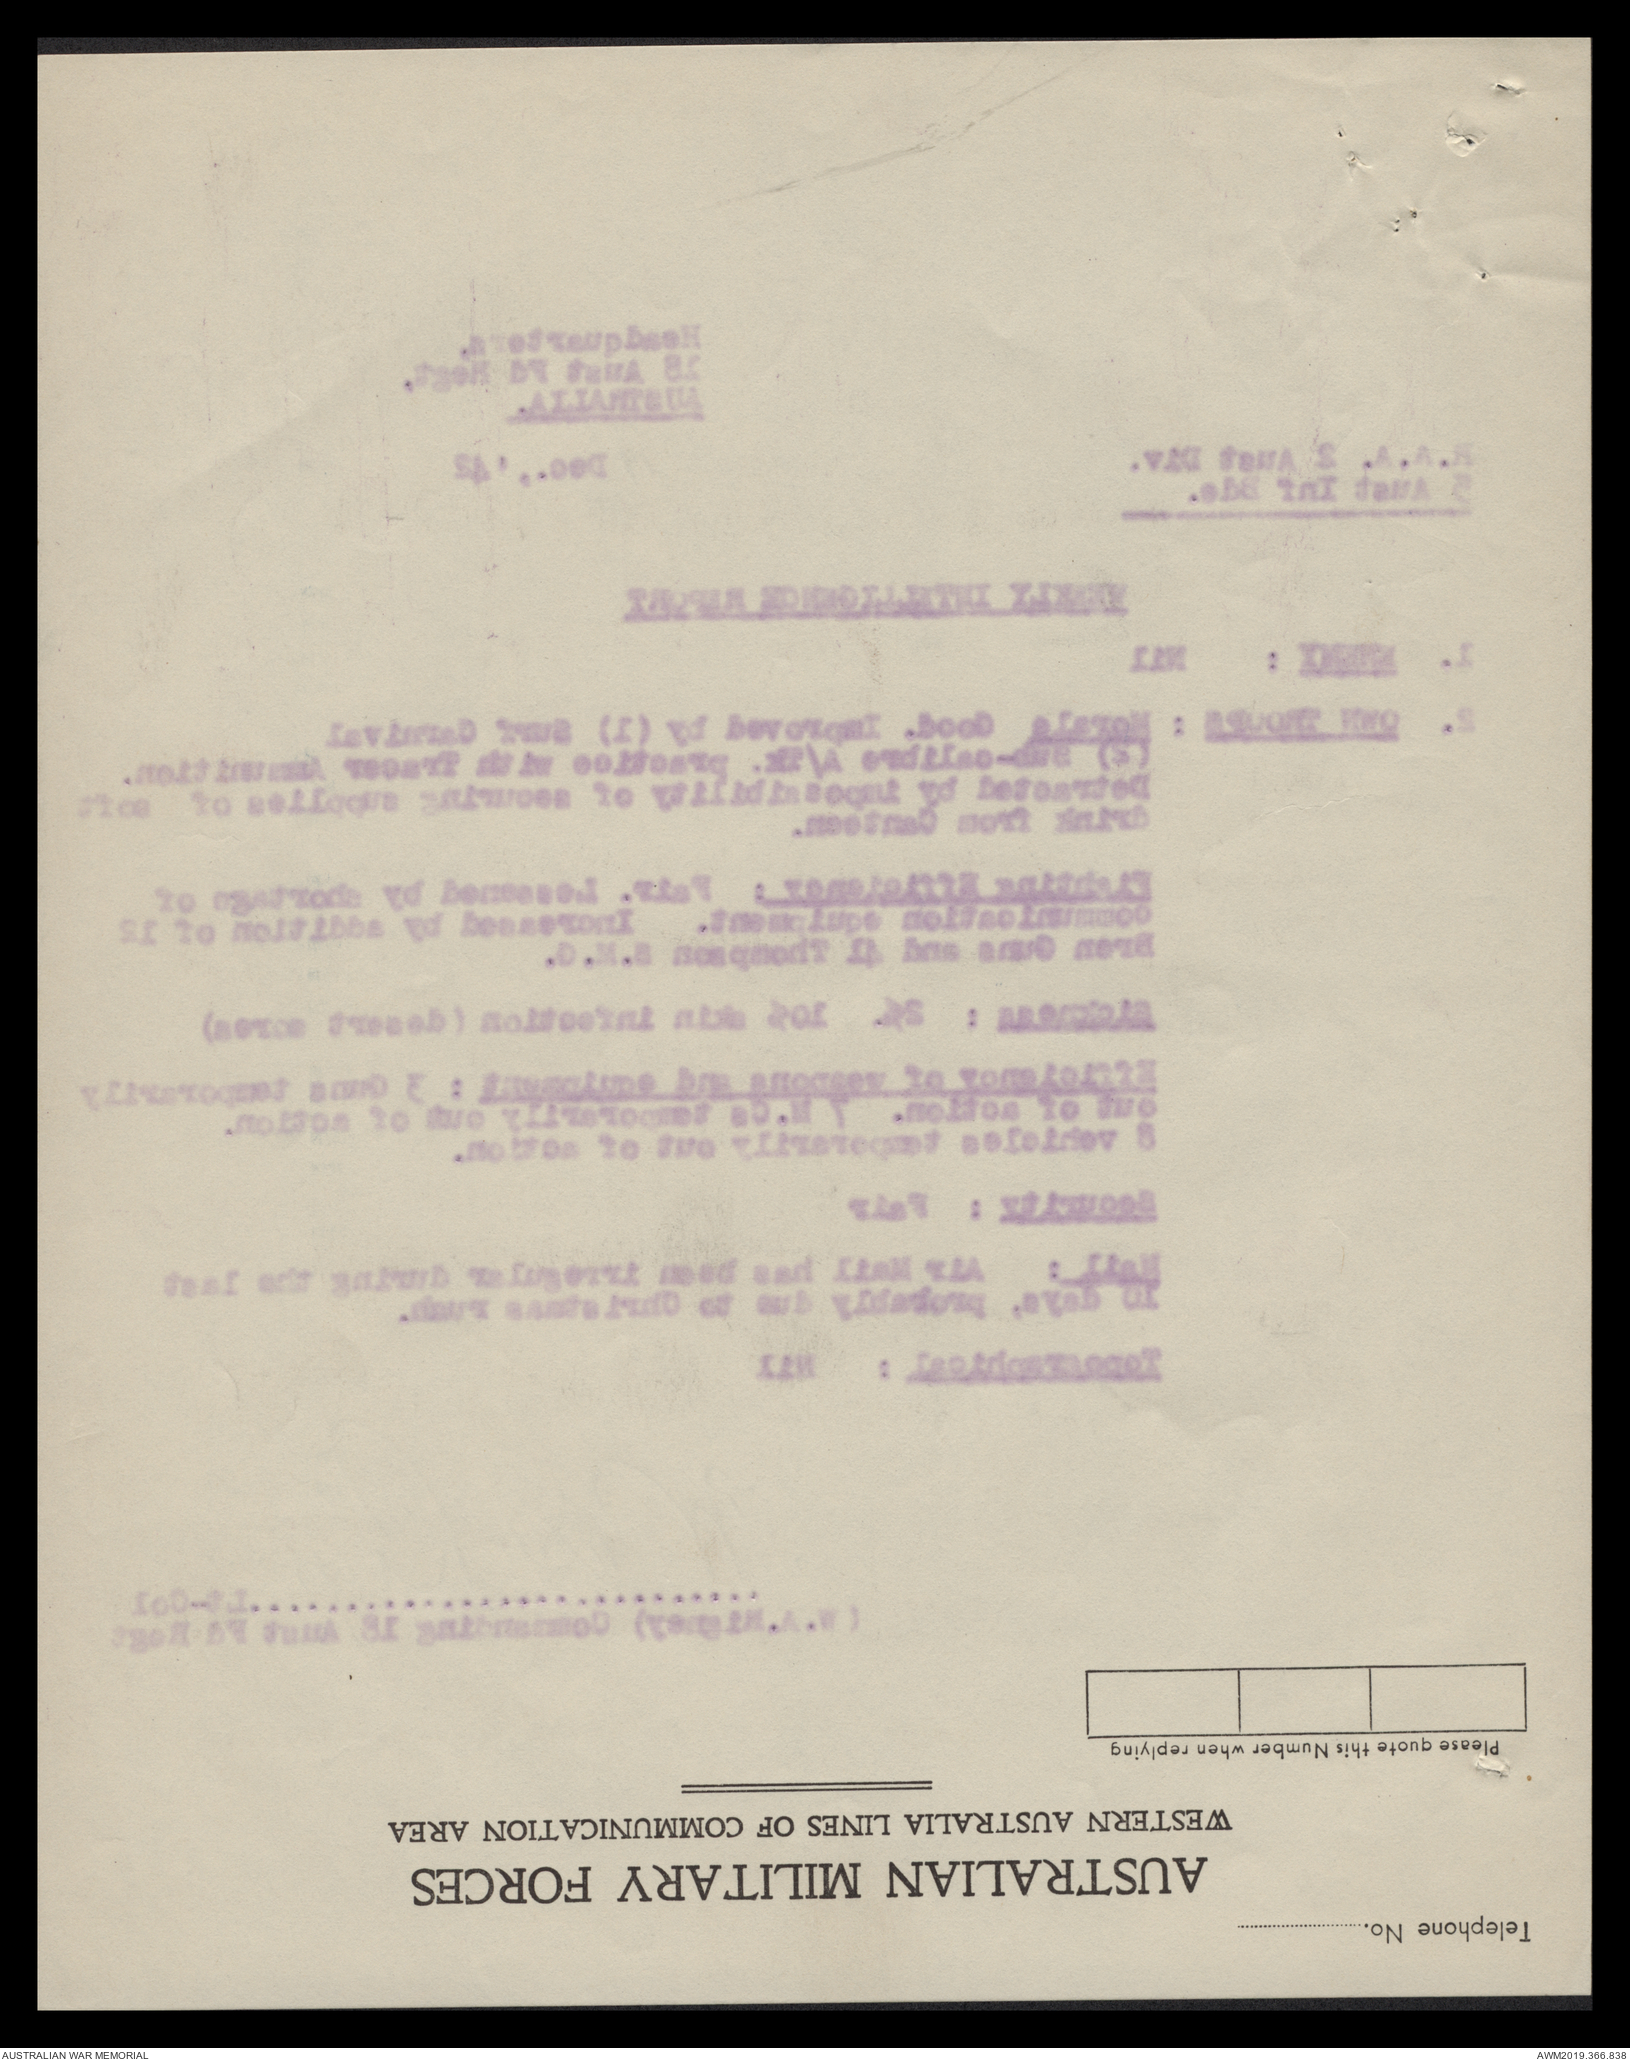 Headquarters,
18 Aust Fd Regt,
AUSTRALIA.
R.A.A. 2 Aust Div.
5 Aust Inf Bde.
Dec., '42
WEEKLY INTELLIGENCE REPORT
1. ENEMY : Nil
2. OWN TROOPS : Morale Good. Improved by (1) Surf Carnival
(2) Sub-calibre A/Tk. practice with Tracer Ammunition.
Detracted by impossibility of securing supplies of soft
drink from Canteen.
Fighting Efficiency : Fair. Lessened by shortage of
communication equipment. Increased by addition of 12
Bren Guns and 41 Thompson S.M.G.
Sickness : 2%. 10% skin infection (desert sores)
Efficiency of weapons and equipment : 3 Guns temporarily
out of action. 7 M.Cs temporarily out of action.
8 vehicles temporarily out of action.
Security : Fair
Mail : Air Mail has been irregular during the last
10 days, probably due to Christmas rush.
Topographical : Nil
............................Lt-Col
(W.A.Nigney) Commanding 18 Aust Fd Regt
Telephone No...........................
AUSTRALIAN MILITARY FORCES
WESTERN AUSTRALIA LINES OF COMMUNICATION AREA
Please quote this Number when replying
AUSTRALIAN WAR MEMORIAL
AWM2019.366.838